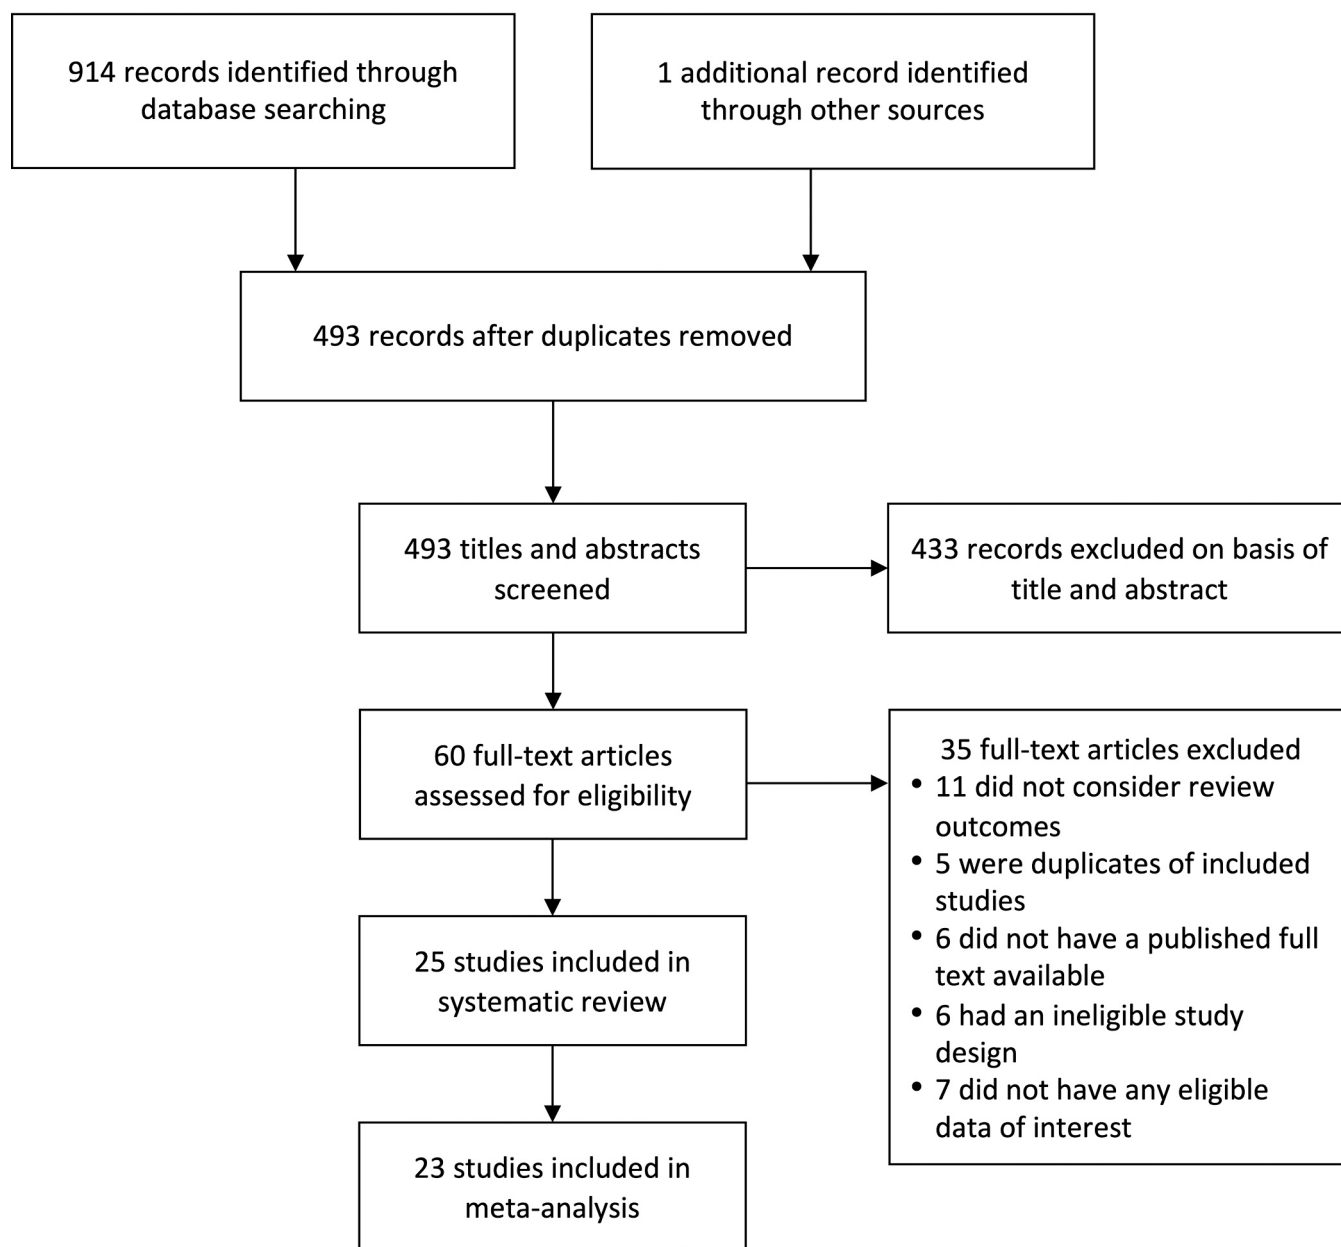 914 records identified through
database searching
1 additional record identified
through other sources
493 records after duplicates removed
493 titles and abstracts
screened
433 records excluded on basis of
title and abstract
60 full-text articles
assessed for eligibility
35 full-text articles excluded
• 11 did not consider review
outcomes
• 5 were duplicates of included
studies
• 6 did not have a published full
text available
• 6 had an ineligible study
design
• 7 did not have any eligible
data of interest
25 studies included in
systematic review
23 studies included in
meta-analysis